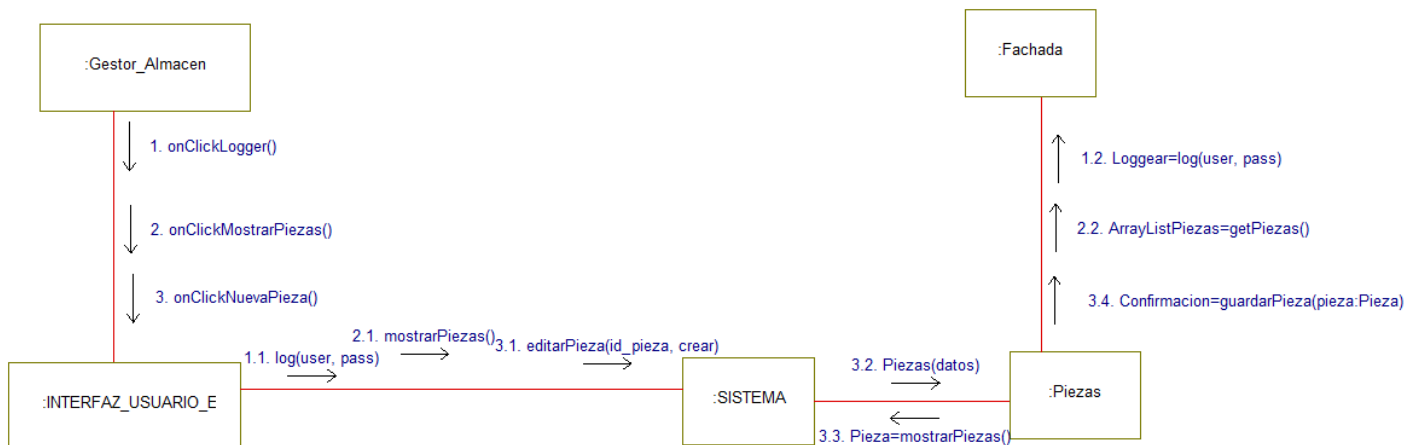 :Gestor_Almacen
:Fachada
1. onClickLogger()
1.2. Loggear=log(user, pass)
2. onClickMostrarPiezas()
2.2. ArrayListPiezas=getPiezas()
3. onClickNuevaPieza()
3.4. Confirmacion=guardarPieza(pieza:Pieza)
2.1. mostrarPiezas()
3.1. editarPieza(id_pieza, crear)
1.1. log(user, pass)
3.2. Piezas(datos)
:INTERFAZ_USUARIO_E
:SISTEMA
:Piezas
3.3. Pieza=mostrarPiezas()